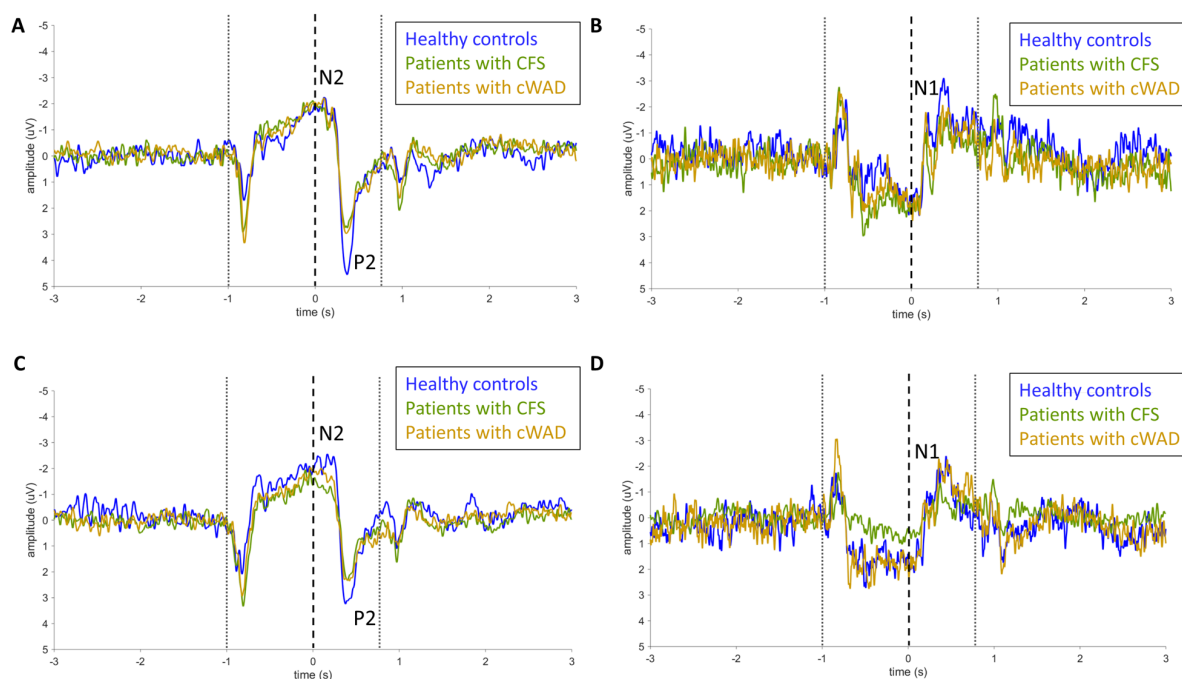 A
-5
-4
-3
-2
-1
0
1
2
3
4
5
amplitude (uV)
-3
-2
-1
0
1
2
3
time (s)
N2
P2
Healthy controls
Patients with CFS
Patients with cWAD
B
-5
-4
-3
-2
-1
0
1
2
3
4
5
amplitude (uV)
-3
-2
-1
0
1
2
3
time (s)
N1
Healthy controls
Patients with CFS
Patients with cWAD
C
-5
-4
-3
-2
-1
0
1
2
3
4
5
amplitude (uV)
-3
-2
-1
0
1
2
3
time (s)
N2
P2
Healthy controls
Patients with CFS
Patients with cWAD
D
-5
-4
-3
-2
-1
0
1
2
3
4
5
amplitude (uV)
-3
-2
-1
0
1
2
3
time (s)
N1
Healthy controls
Patients with CFS
Patients with cWAD